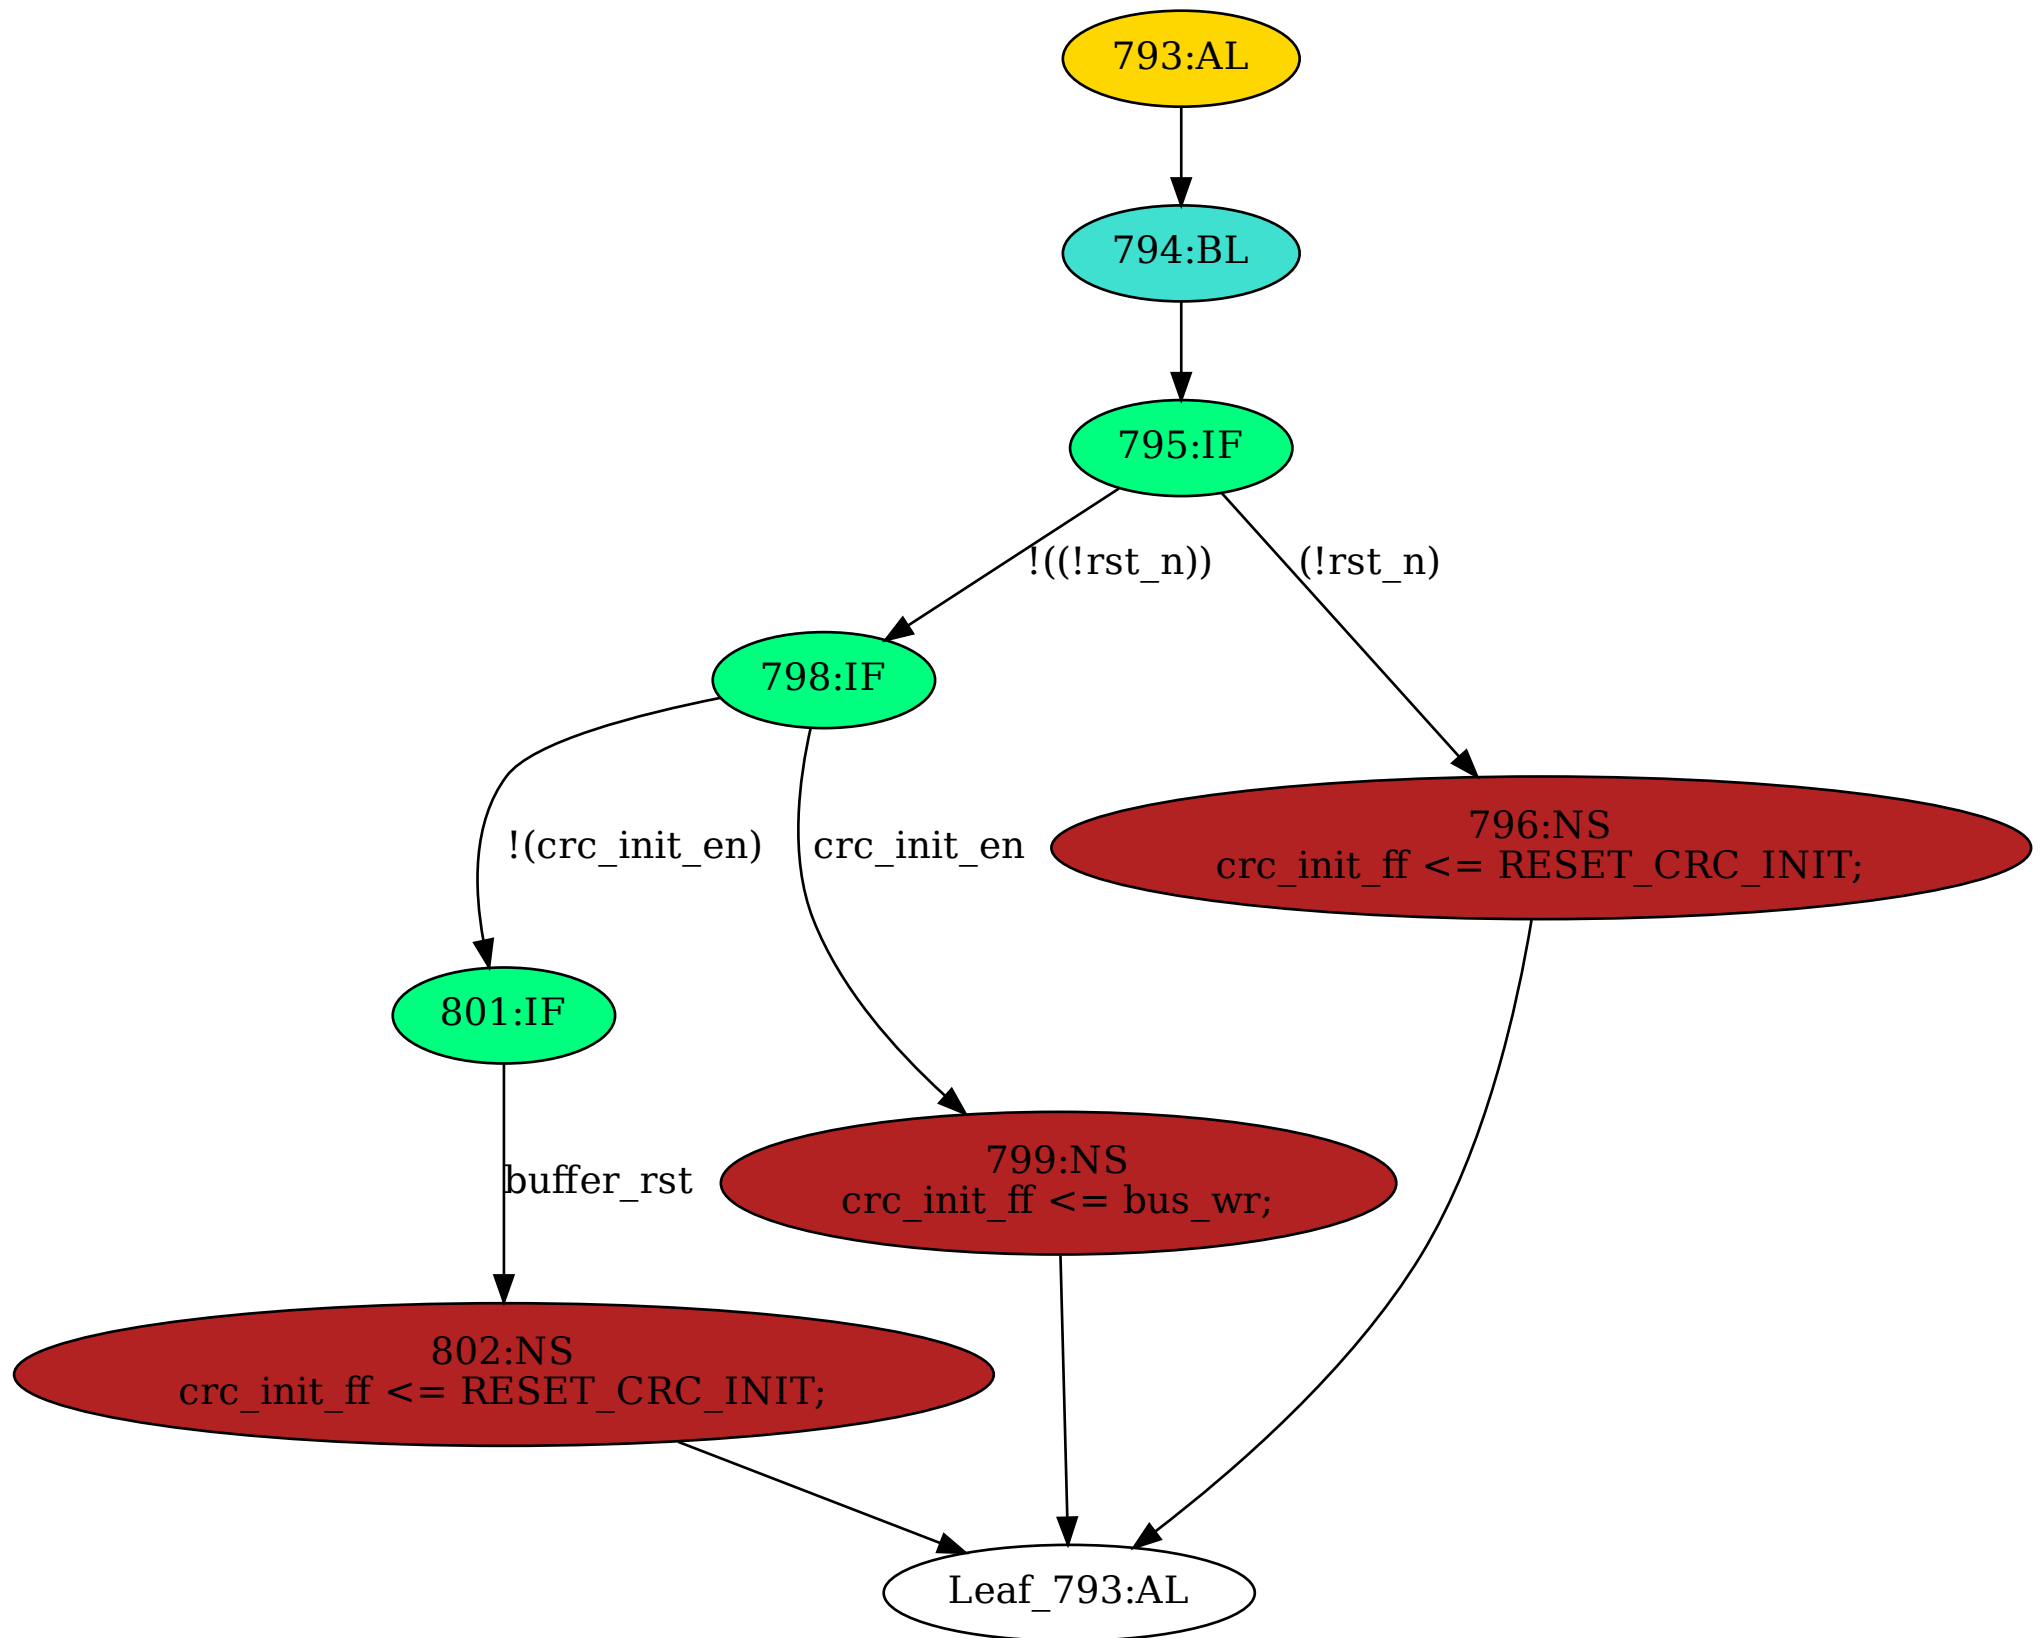 793:AL
794:BL
795:IF
!((!rst_n))
(!rst_n)
798:IF
!(crc_init_en)
crc_init_en
796:NS
crc_init_ff <= RESET_CRC_INIT;
801:IF
buffer_rst
799:NS
crc_init_ff <= bus_wr;
802:NS
crc_init_ff <= RESET_CRC_INIT;
Leaf_793:AL